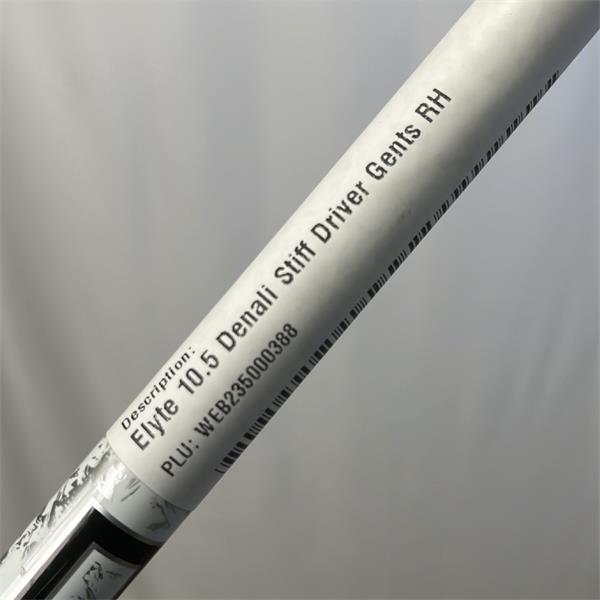 Description:
Elyte 10.5 Denali Stiff Driver Gents RH
PLU: WEB235000388